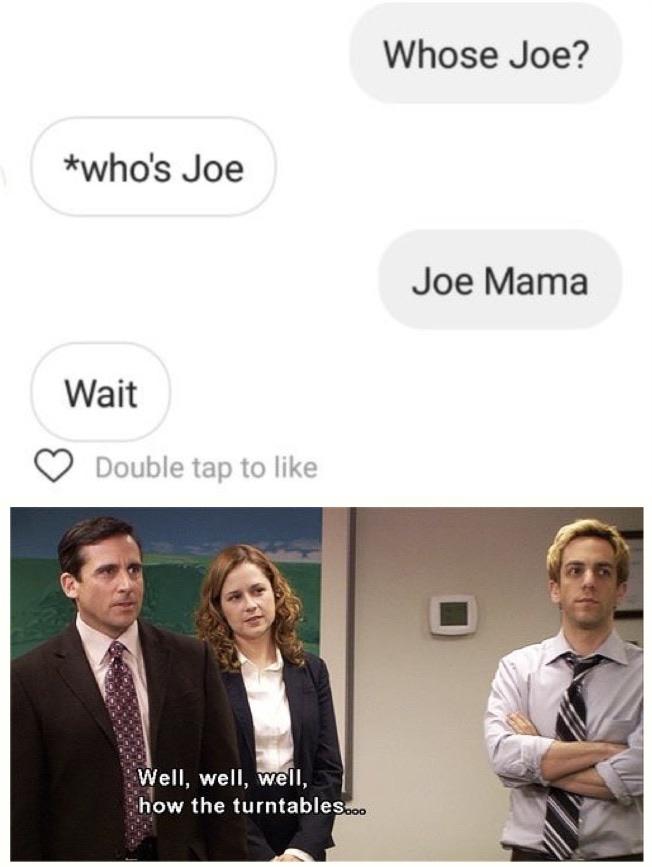 Whose Joe?
*who's Joe
Joe Mama
Wait
Double tap to like
Well, well, well,
how the turntables...